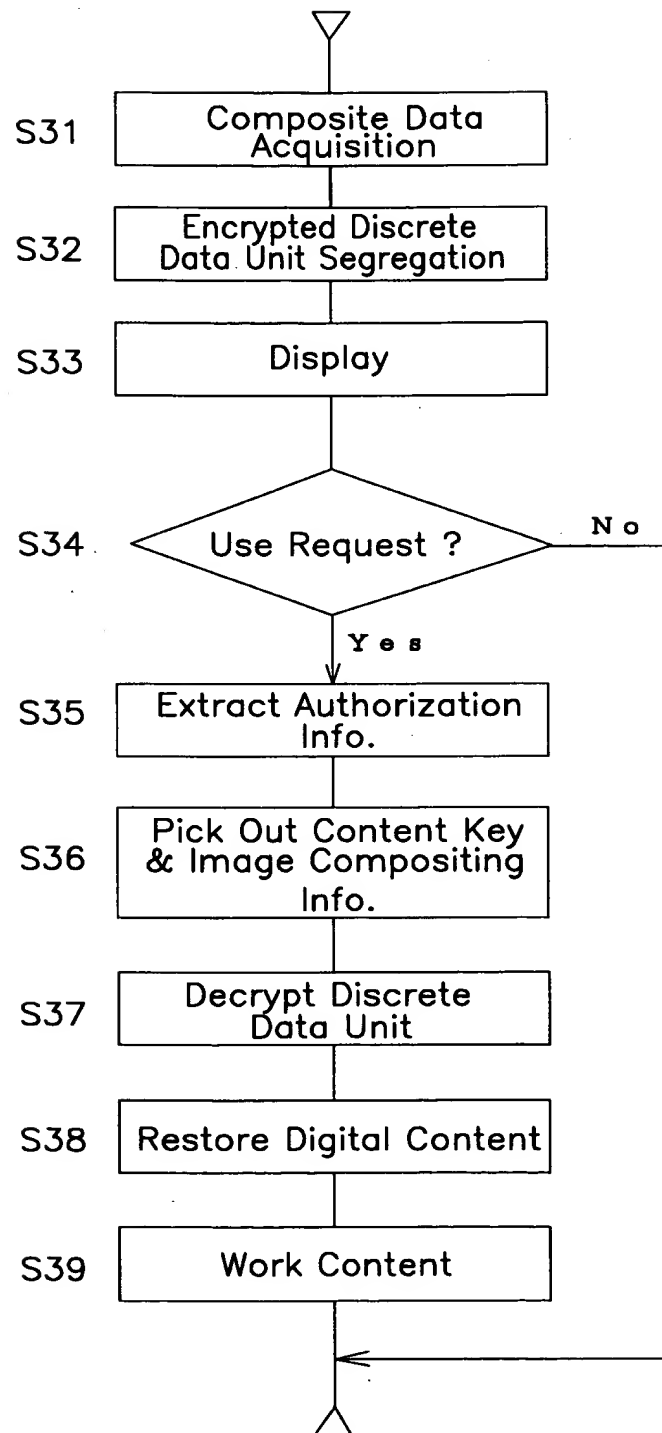 S31
Composite Data
Acquisition
S32
Encrypted Discrete
Data Unit Segregation
S33
Display
S34
Use Request ?
No
Yes
S35
Extract Authorization
Info.
S36
Pick Out Content Key
& Image Compositing
Info.
S37
Decrypt Discrete
Data Unit
S38
Restore Digital Content
S39
Work Content